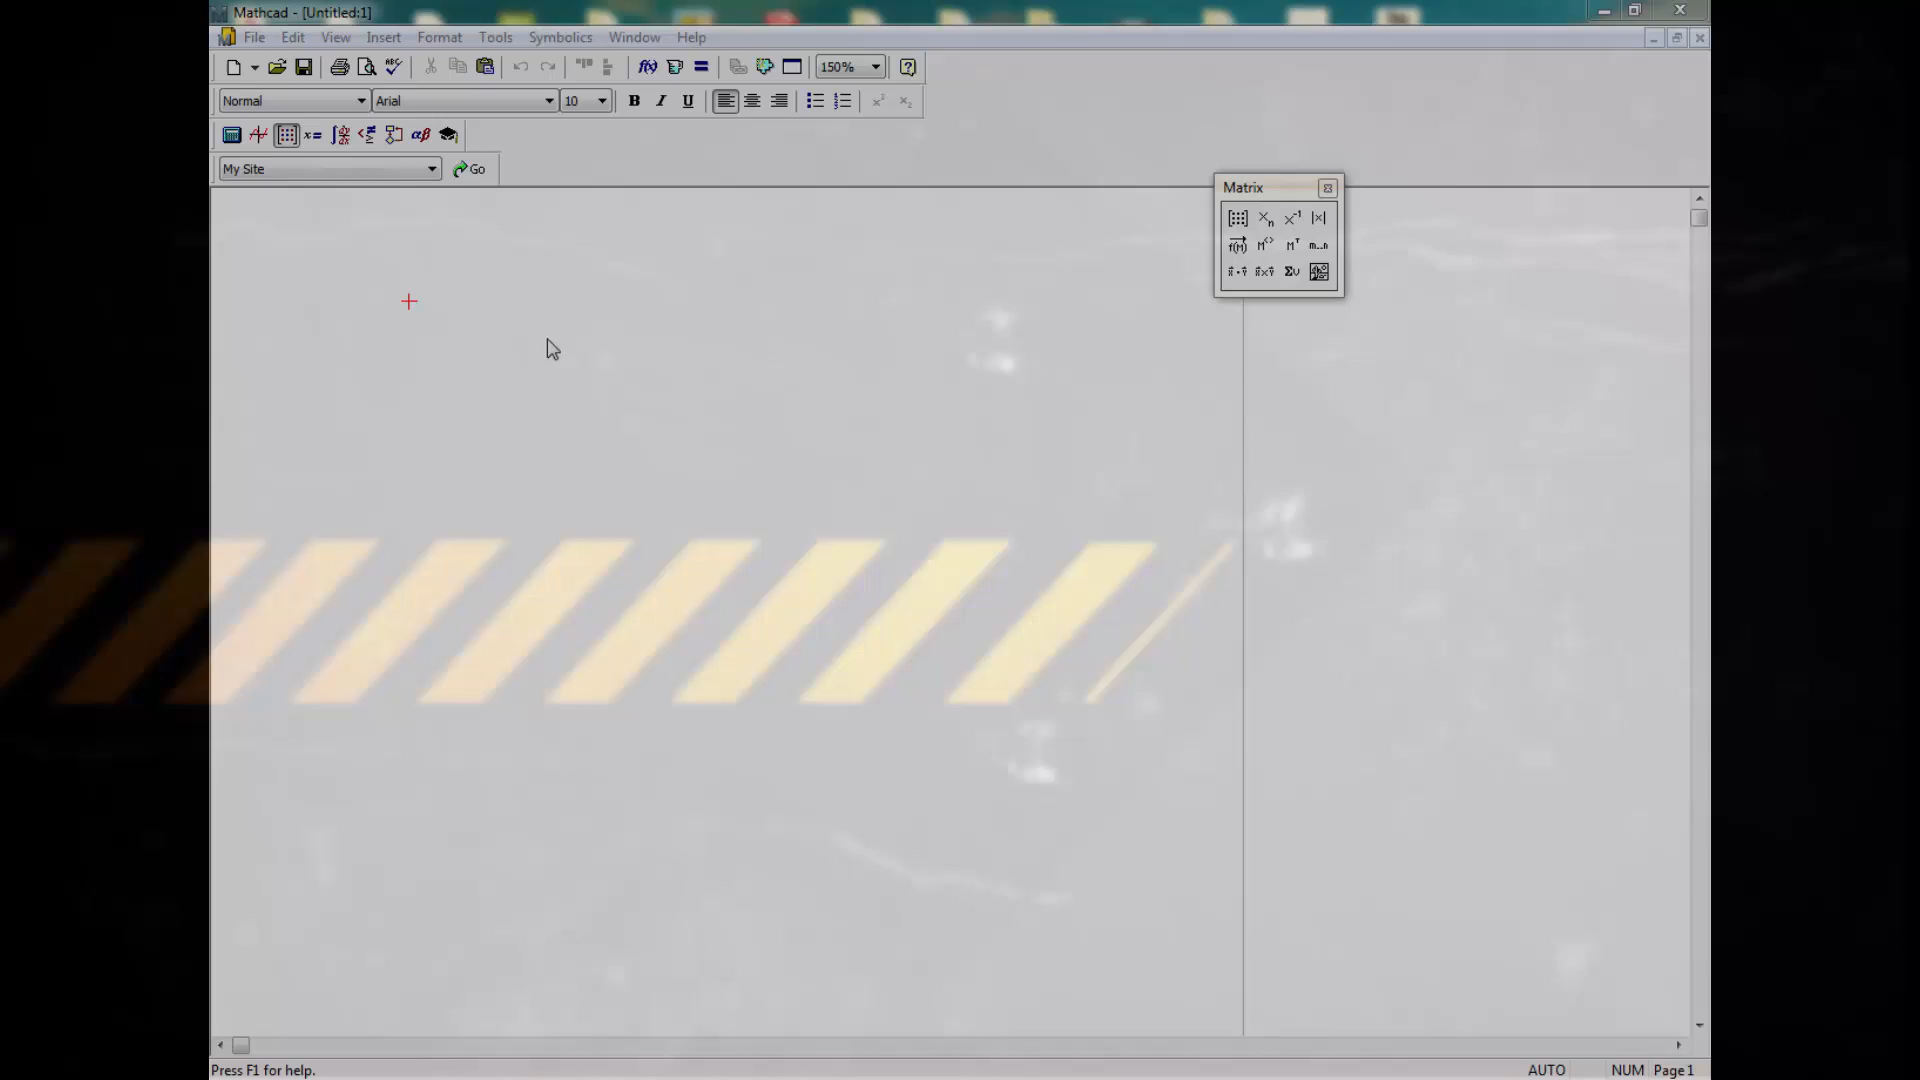 Mathcad - [Untitled:1]
File Edit View Insert Format Tools Symbolics Window Help
150%
Normal Arial 10 B I U
αβ
My Site Go
Matrix
Press F1 for help. AUTO NUM Page 1